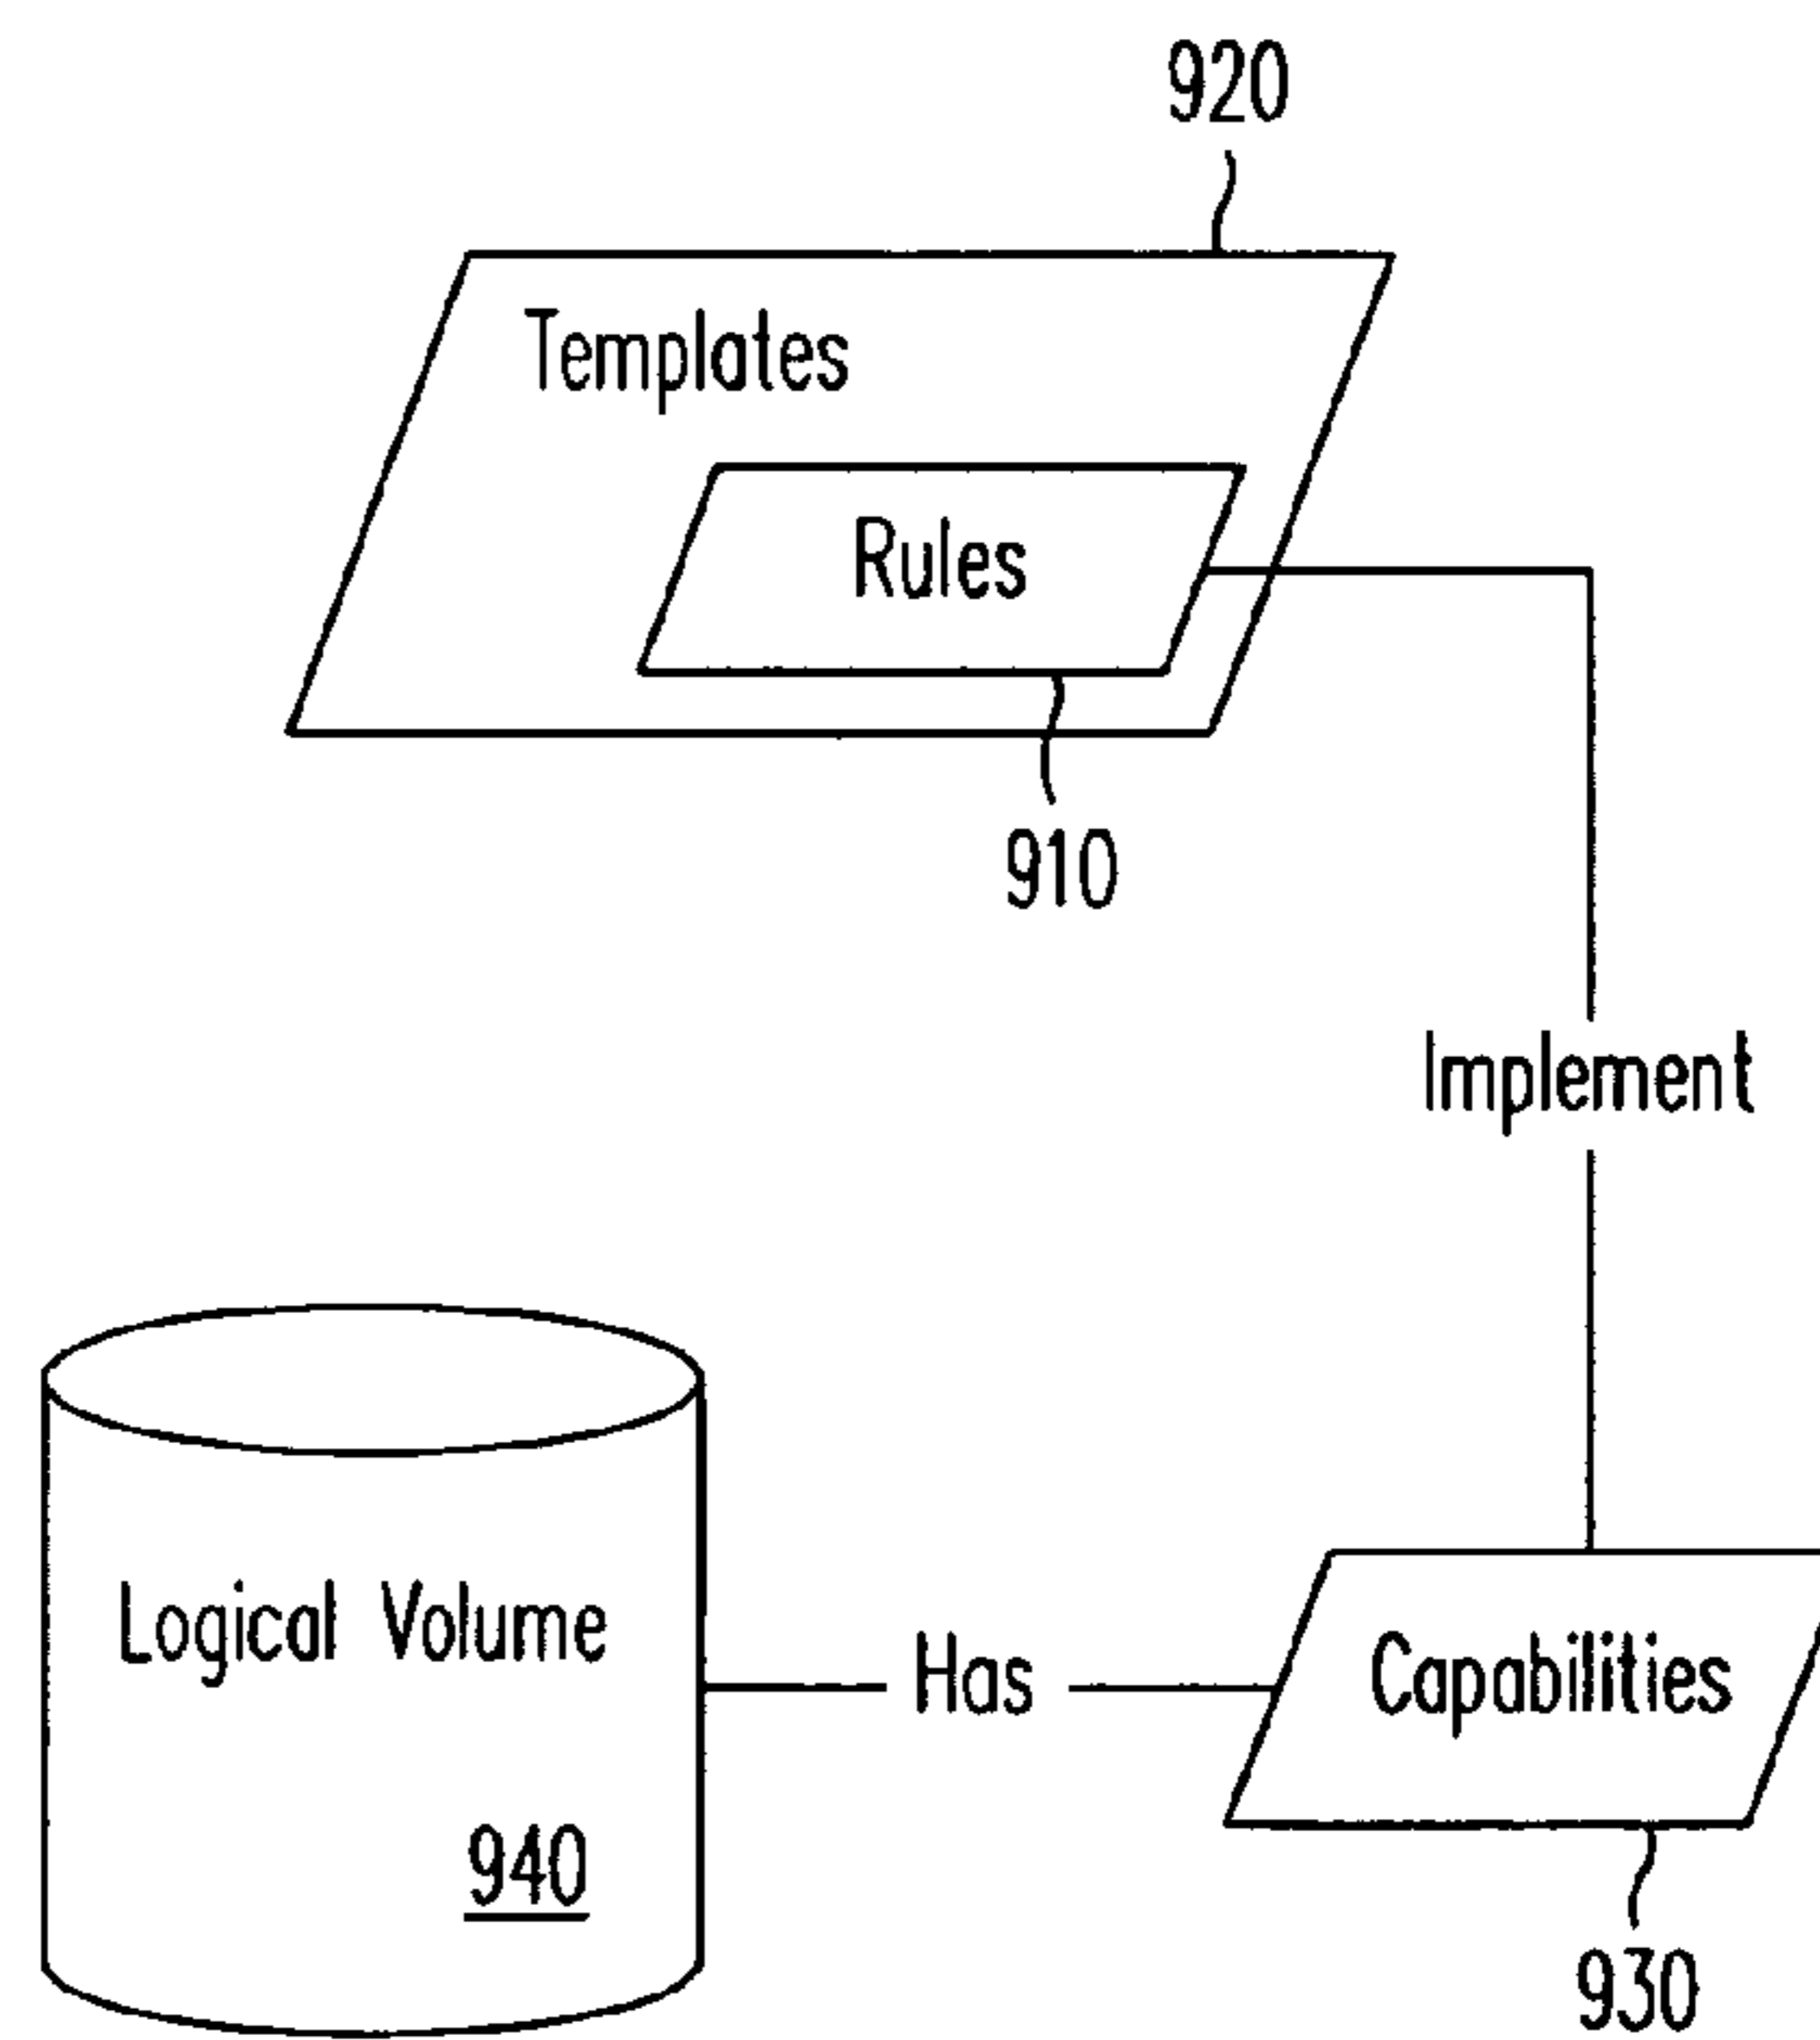 920
Templates
Rules
910
Implement
Logical Volume
Has
Capabilities
940
930